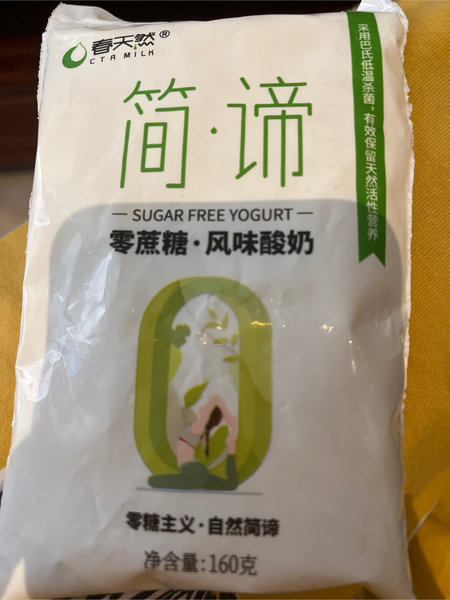 春天然®
CTR MILK
简·谛
采用巴氏低温杀菌，有效保留天然活性营养
SUGAR FREE YOGURT
零蔗糖·风味酸奶
零糖主义·自然简谛
净含量:160克